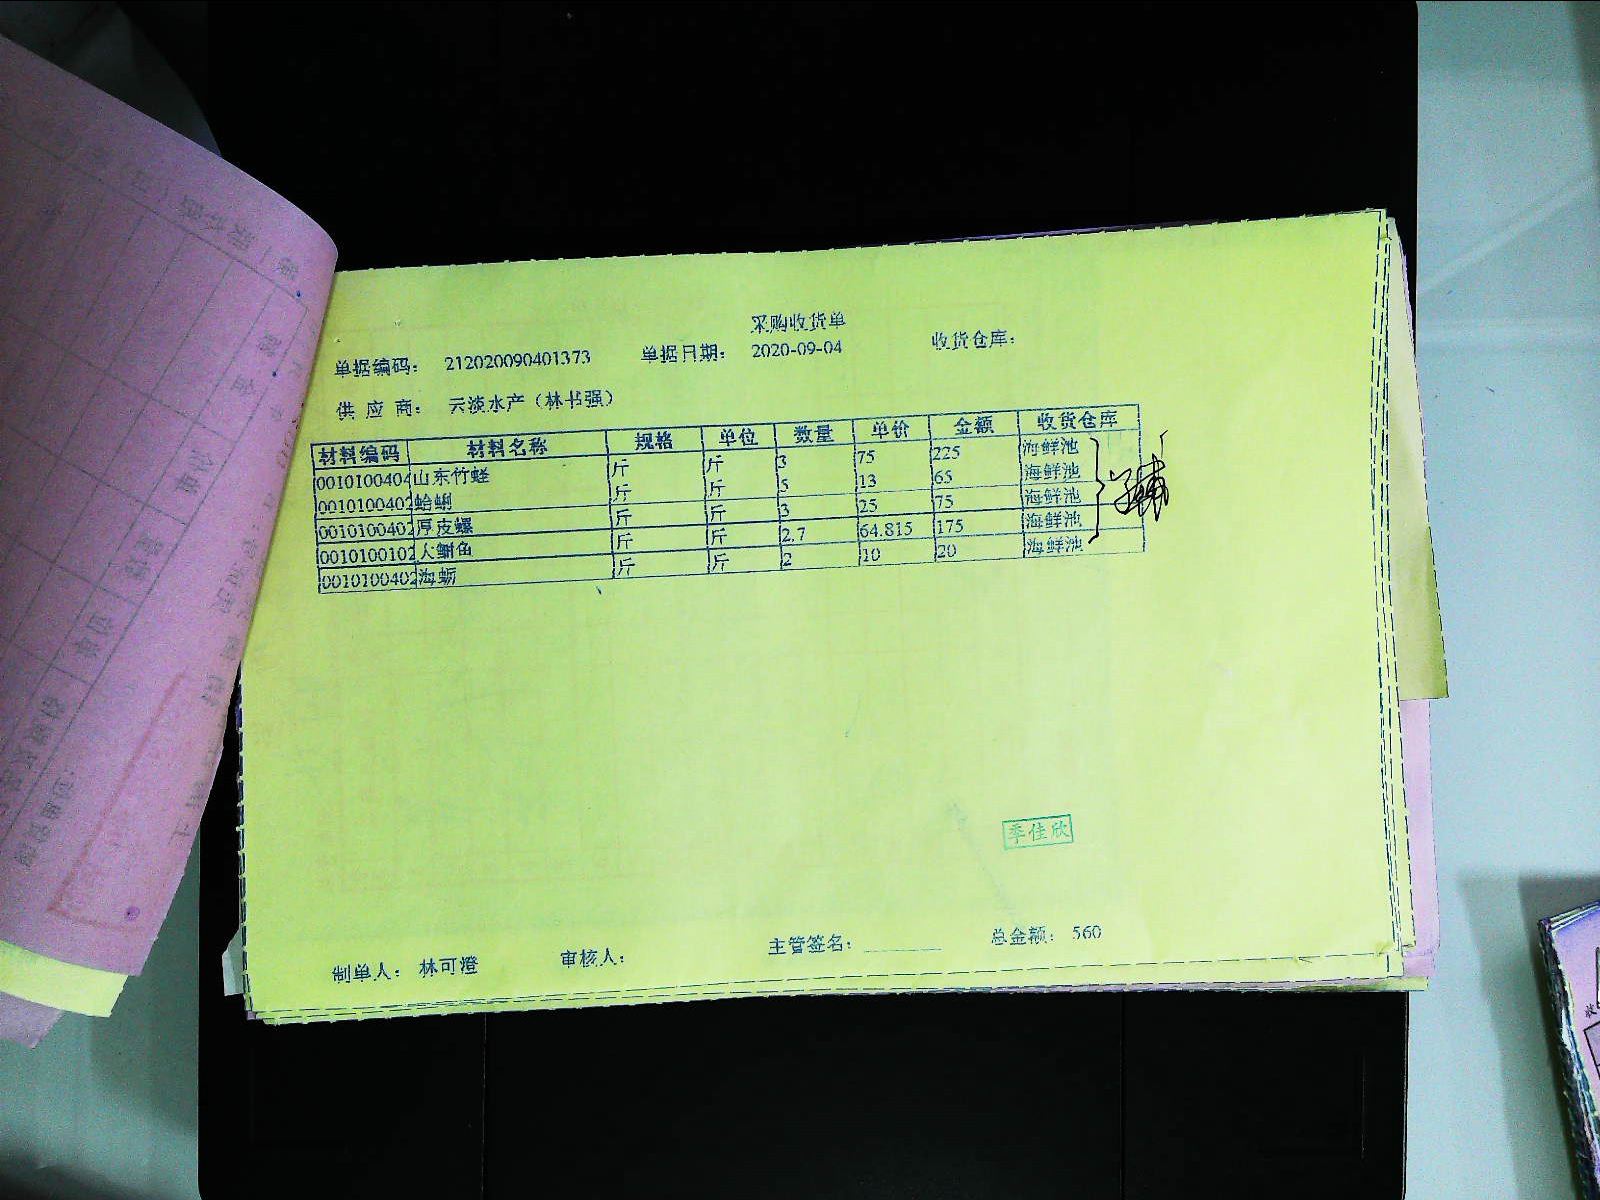 采购收货单
单据编码： 212020090401373 单据日期： 2020-09-04 收货仓库：
供 应 商： 云淡水产（林书强）
材料编码 材料名称 规格 单位 数量 单价 金额 收货仓库
0010100404 山东竹蛏 斤 斤 3 75 225 海鲜池
0010100402 蛤蜊 斤 斤 5 13 65 海鲜池
0010100402 厚皮螺 斤 斤 3 25 75 海鲜池
0010100102 大鲥鱼 斤 斤 2.7 64.815 175 海鲜池
0010100402 海蛎 斤 斤 2 10 20 海鲜池
季佳欣
制单人： 林可澄 审核人： 主管签名： 总金额： 560